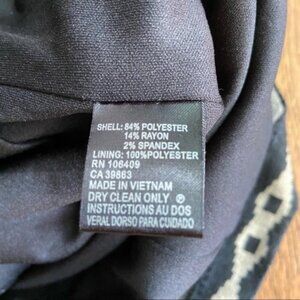 SHELL: 84% POLYESTER
14% RAYON
2% SPANDEX
LINING: 100% POLYESTER
RN 106409
CA 39863
MADE IN VIETNAM
DRY CLEAN ONLY
INSTRUCTIONS AU DOS
VERAL DORSO PARA CUIDADO